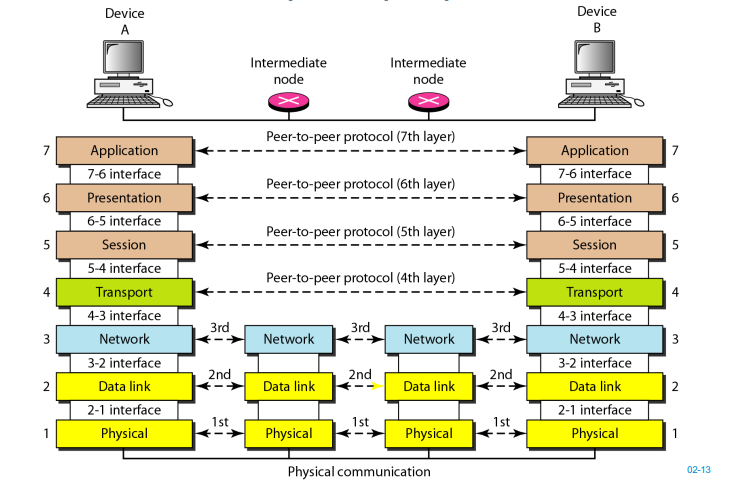 Device
A
Device
B
Intermediate
node
Intermediate
node
7 Application Peer-to-peer protocol (7th layer) Application 7
7-6 interface 7-6 interface
6 Presentation Peer-to-peer protocol (6th layer) Presentation 6
6-5 interface 6-5 interface
5 Session Peer-to-peer protocol (5th layer) Session 5
5-4 interface 5-4 interface
4 Transport Peer-to-peer protocol (4th layer) Transport 4
4-3 interface 4-3 interface
3 Network 3rd Network 3rd Network 3rd Network 3
3-2 interface 3-2 interface
2 Data link 2nd Data link 2nd Data link 2nd Data link 2
2-1 interface 2-1 interface
1 Physical 1st Physical 1st Physical 1st Physical 1
Physical communication
02-13